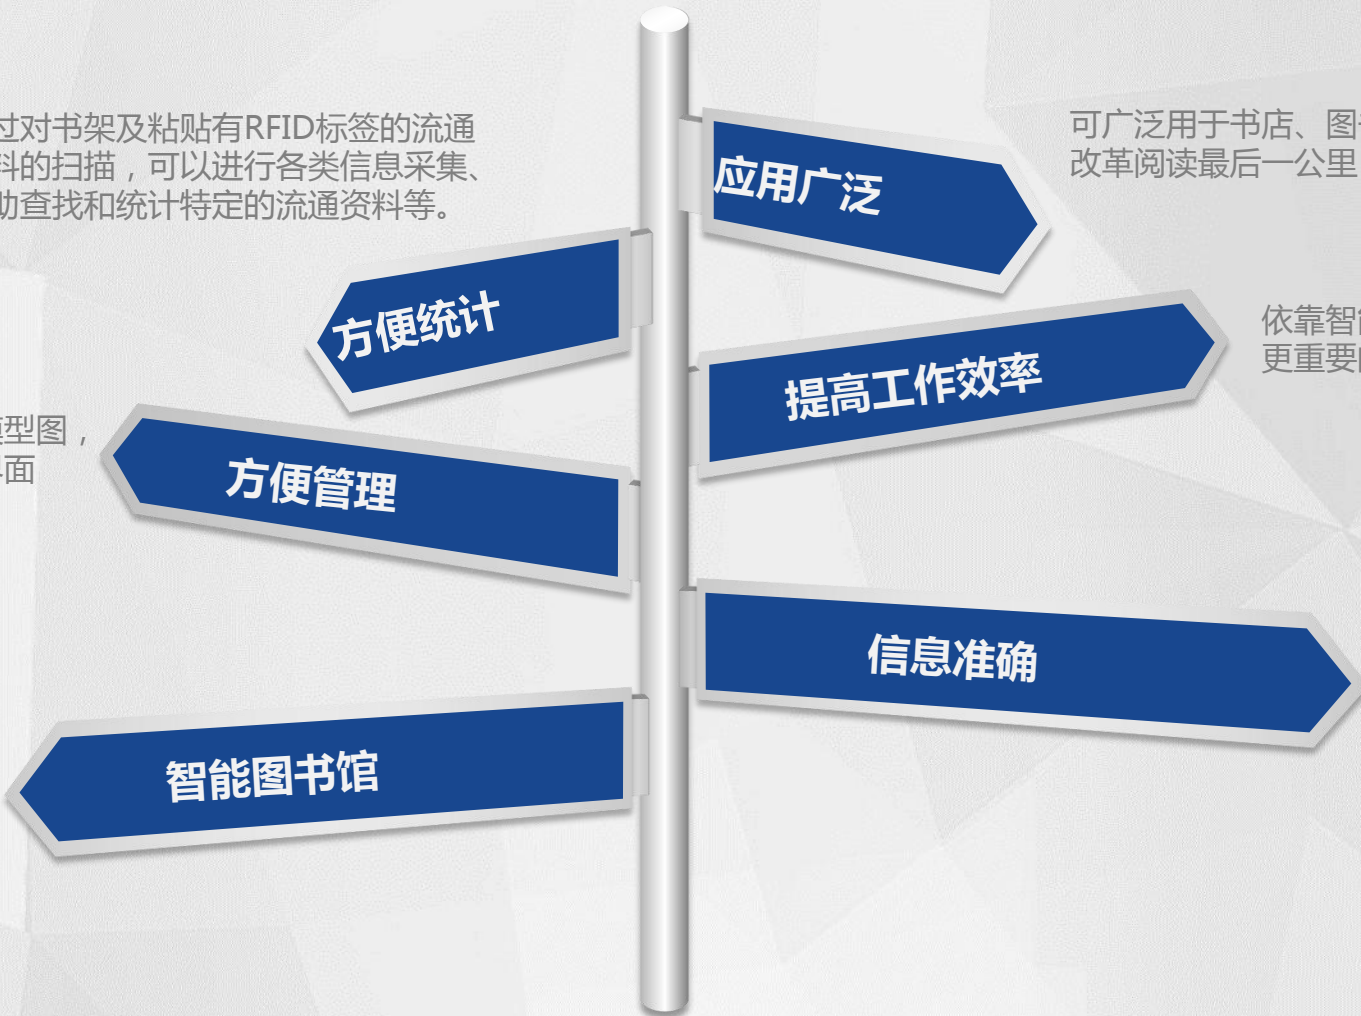 过对书架及粘贴有RFID标签的流通
料的扫描，可以进行各类信息采集、
助查找和统计特定的流通资料等。
应用广泛
可广泛用于书店、图
改革阅读最后一公里
方便统计
提高工作效率
依靠智
更重要
型图，
面
方便管理
信息准确
智能图书馆